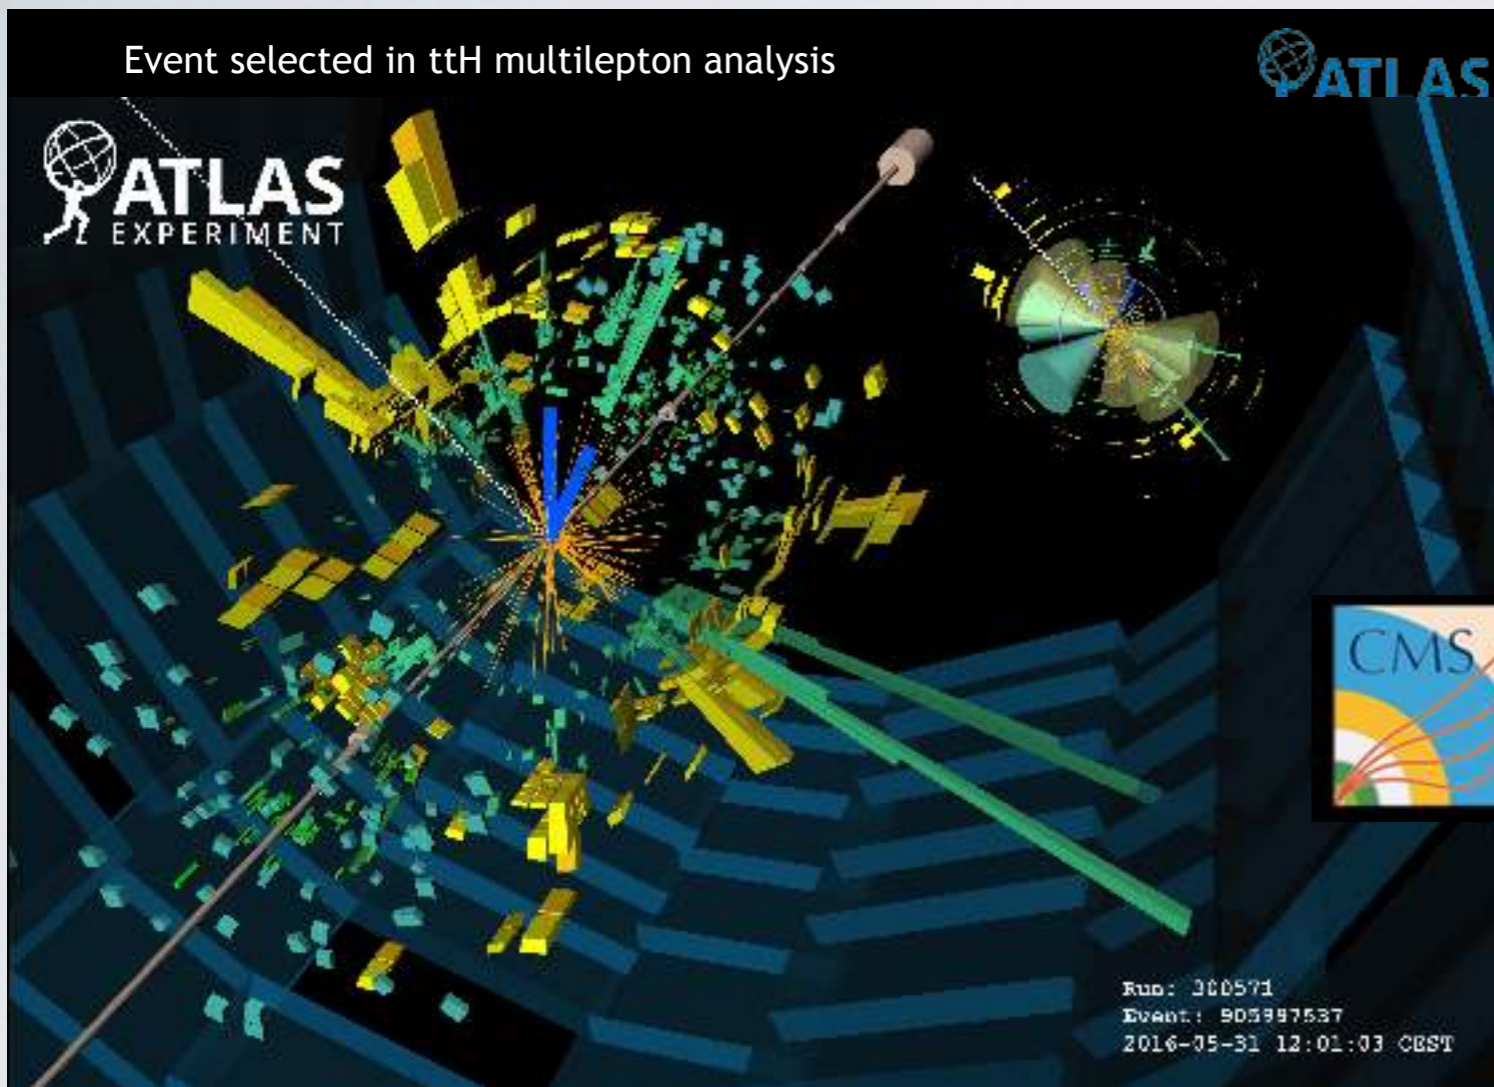 Event selected in ttH multilepton analysis
ATLAS
ATLAS
EXPERIMENT
CMS
Run: 300571
Event: 905997537
2016-05-31 12:01:03 CEST